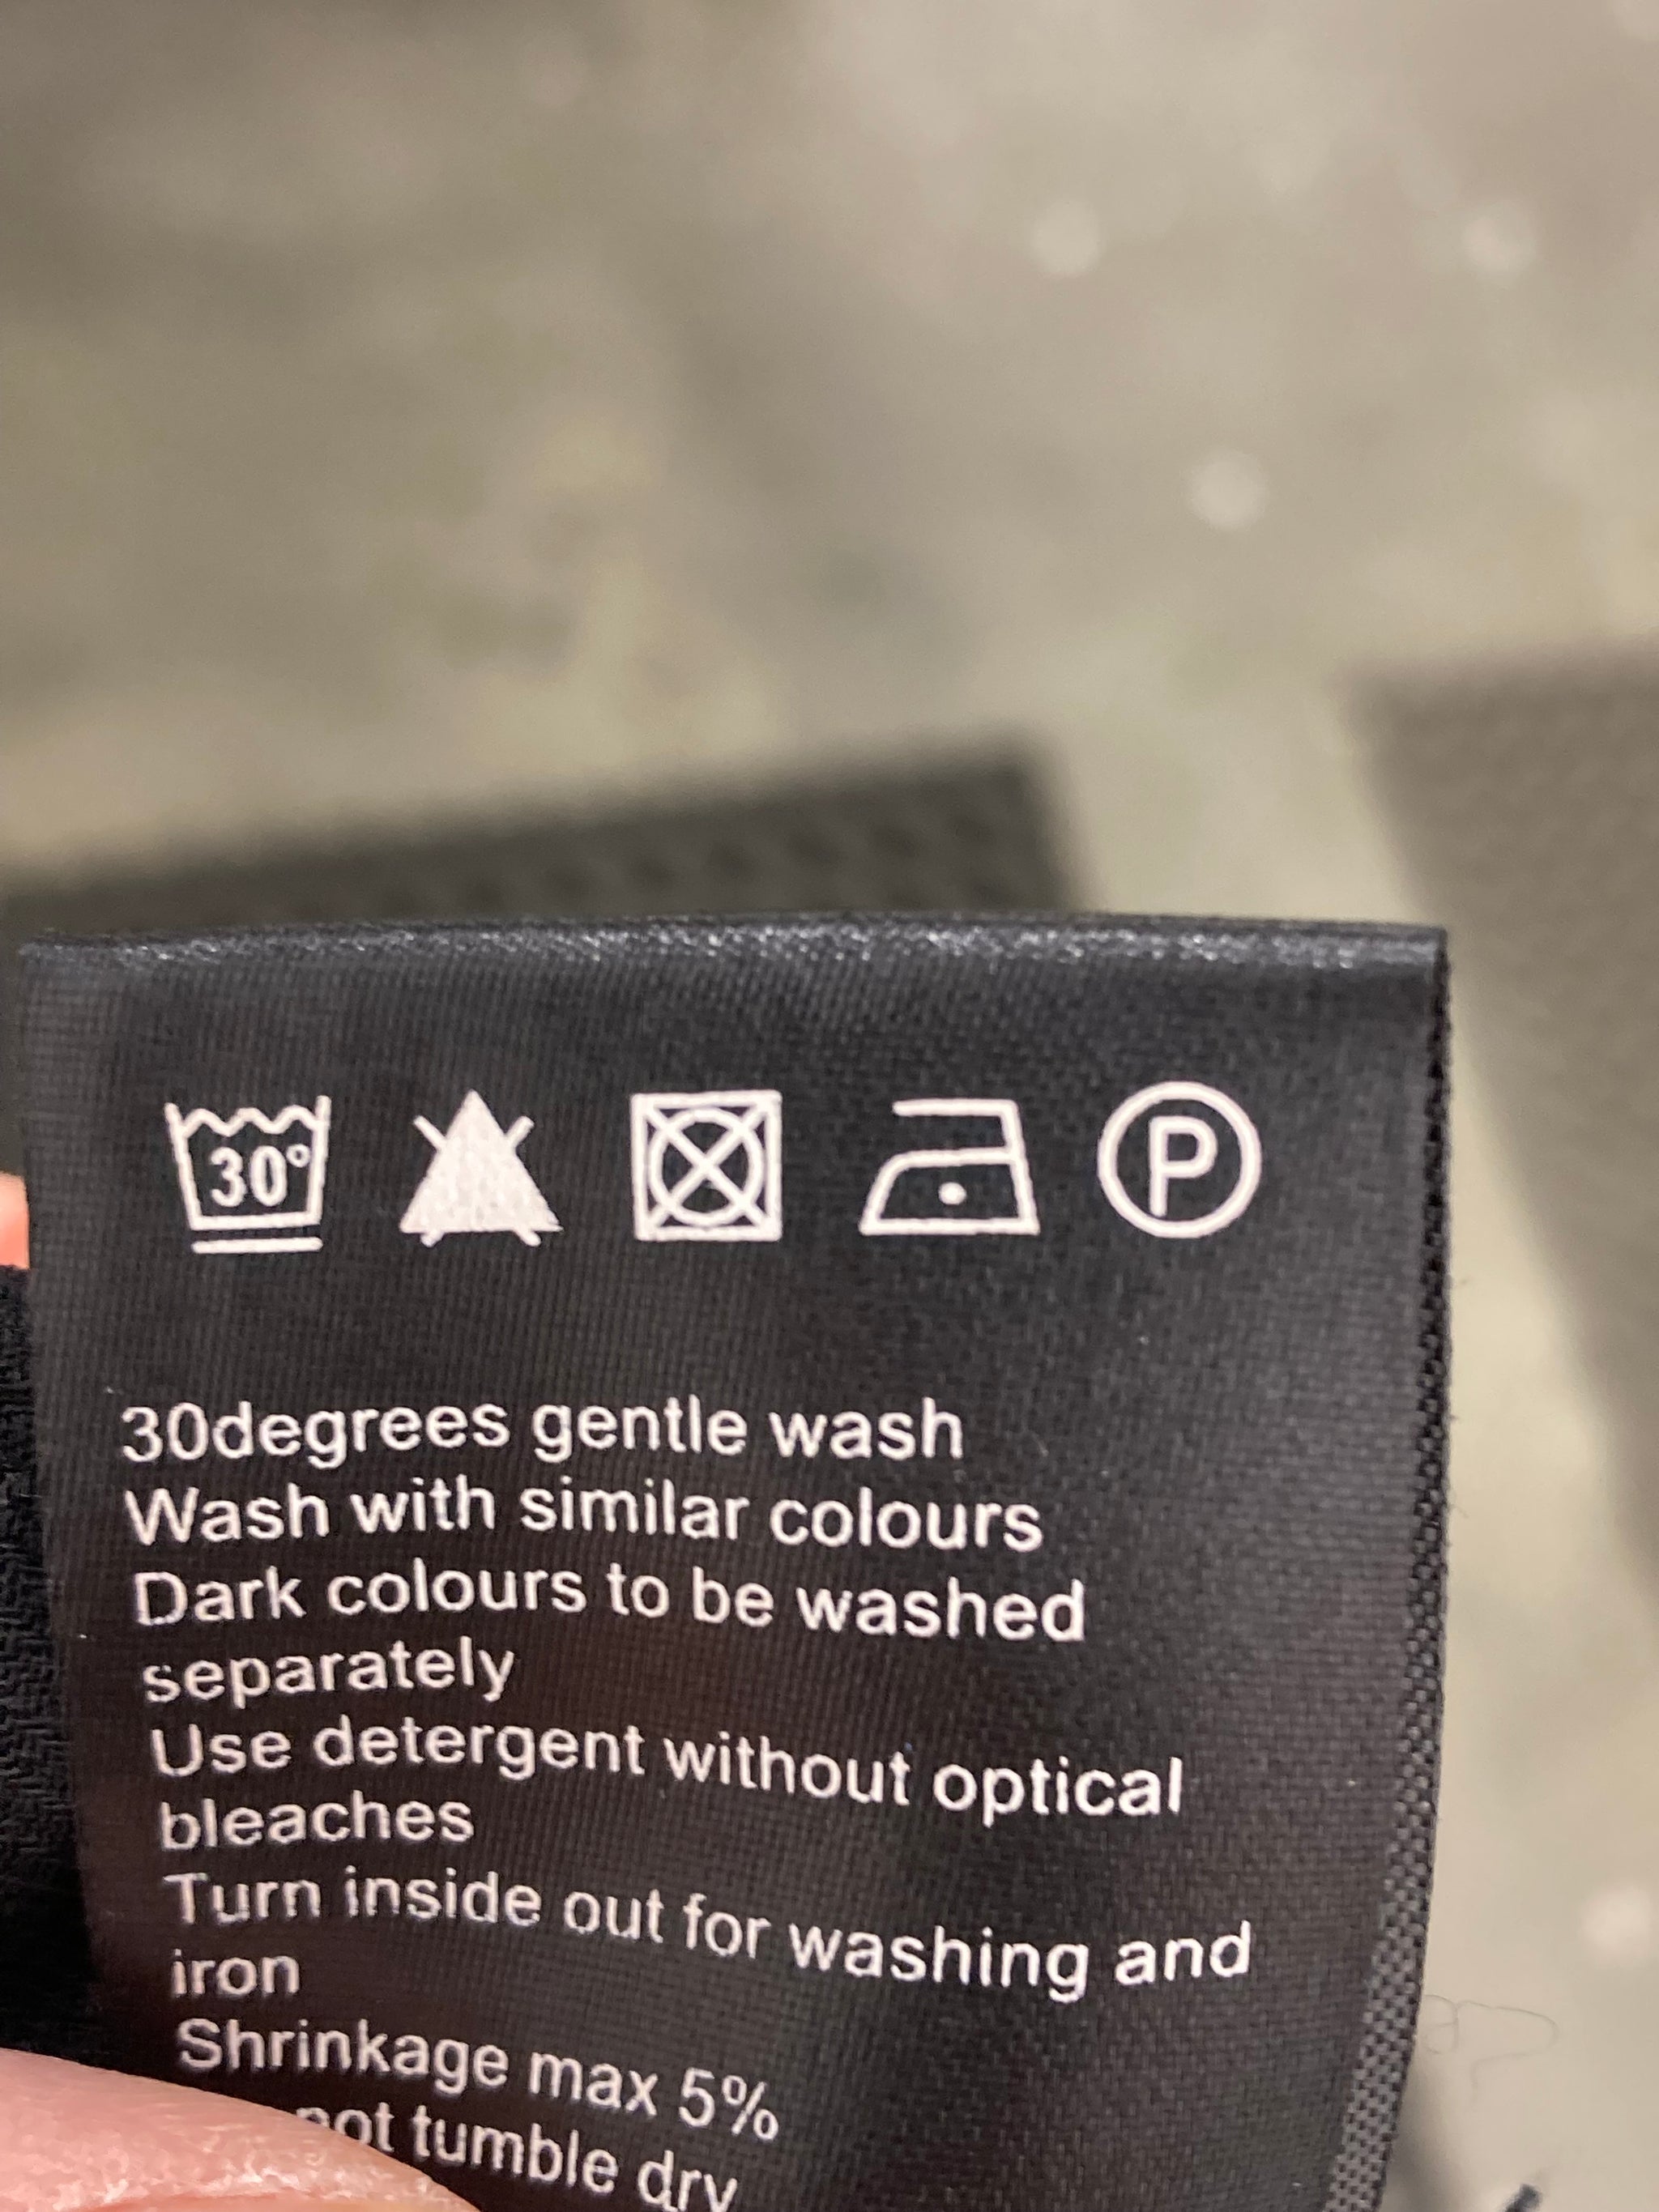 30°
P
30degrees gentle wash
Wash with similar colours
Dark colours to be washed
separately
Use detergent without optical
bleaches
Turn inside out for washing and
iron
Shrinkage max 5%
not tumble dry